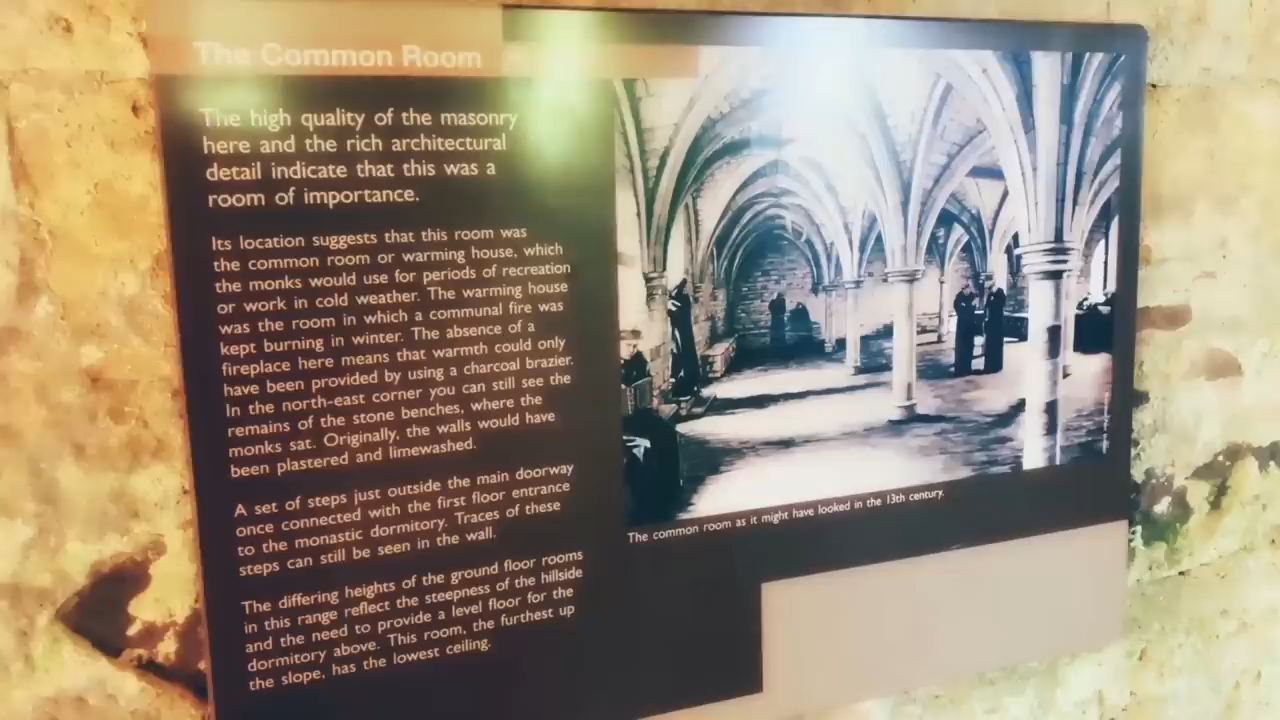 The Common Room
The high quality of the masonry
here and the rich architectural
detail indicate that this was a
room of importance.
Its location suggests that this room was
the common room or warming house, which
the monks would use for periods of recreation
or work in cold weather. The warming house
was the room in which a communal fire was
kept burning in winter. The absence of a
fireplace here means that warmth could only
have been provided by using a charcoal brazier.
In the north-east corner you can still see the
remains of the stone benches, where the
monks sat. Originally, the walls would have
been plastered and limewashed.
A set of steps just outside the main doorway
once connected with the first floor entrance
to the monastic dormitory. Traces of these
steps can still be seen in the wall.
The differing heights of the ground floor rooms
in this range reflect the steepness of the hillside
and the need to provide a level floor for the
dormitory above. This room, the furthest up
the slope, has the lowest ceiling.
The common room as it might have looked in the 13th century.